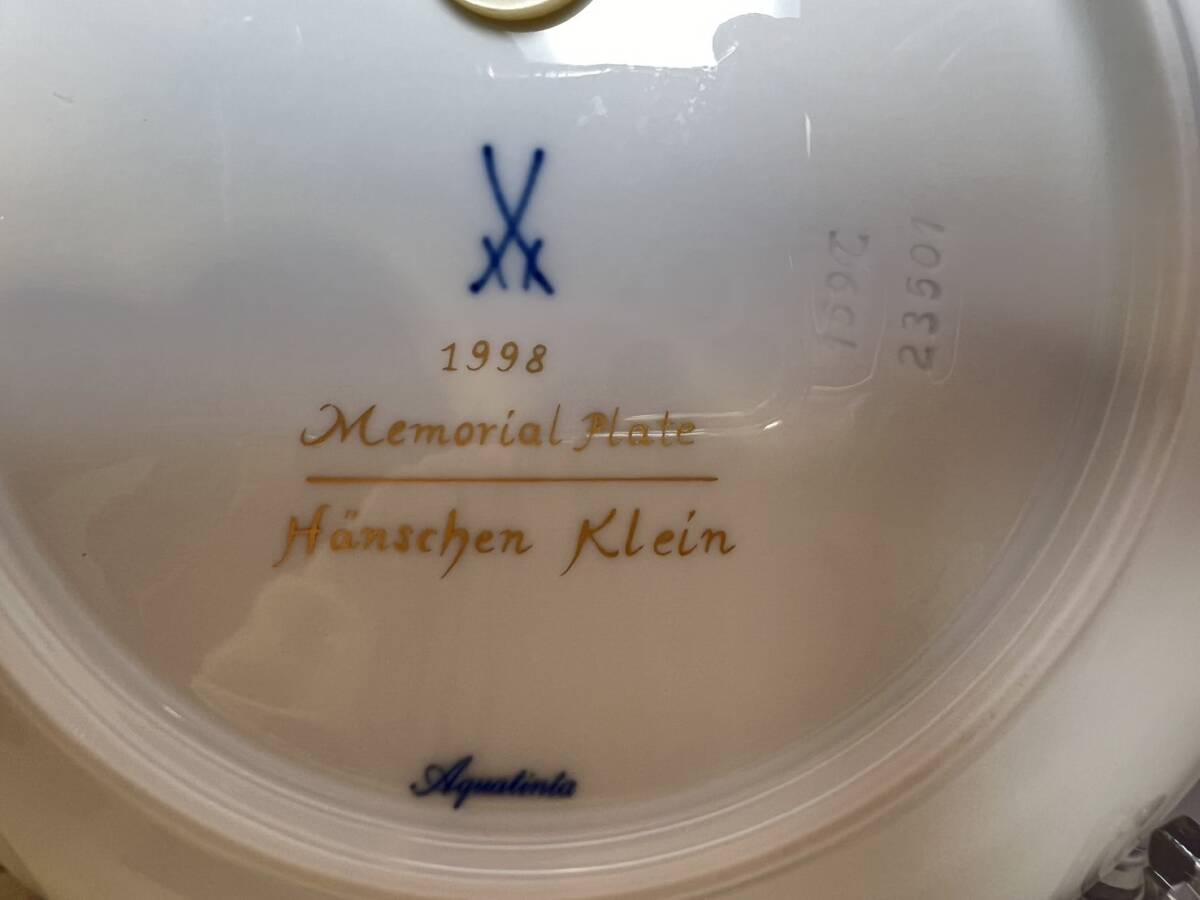 1998
Memorial Plate
Hänschen Klein
Aquatinta
23501